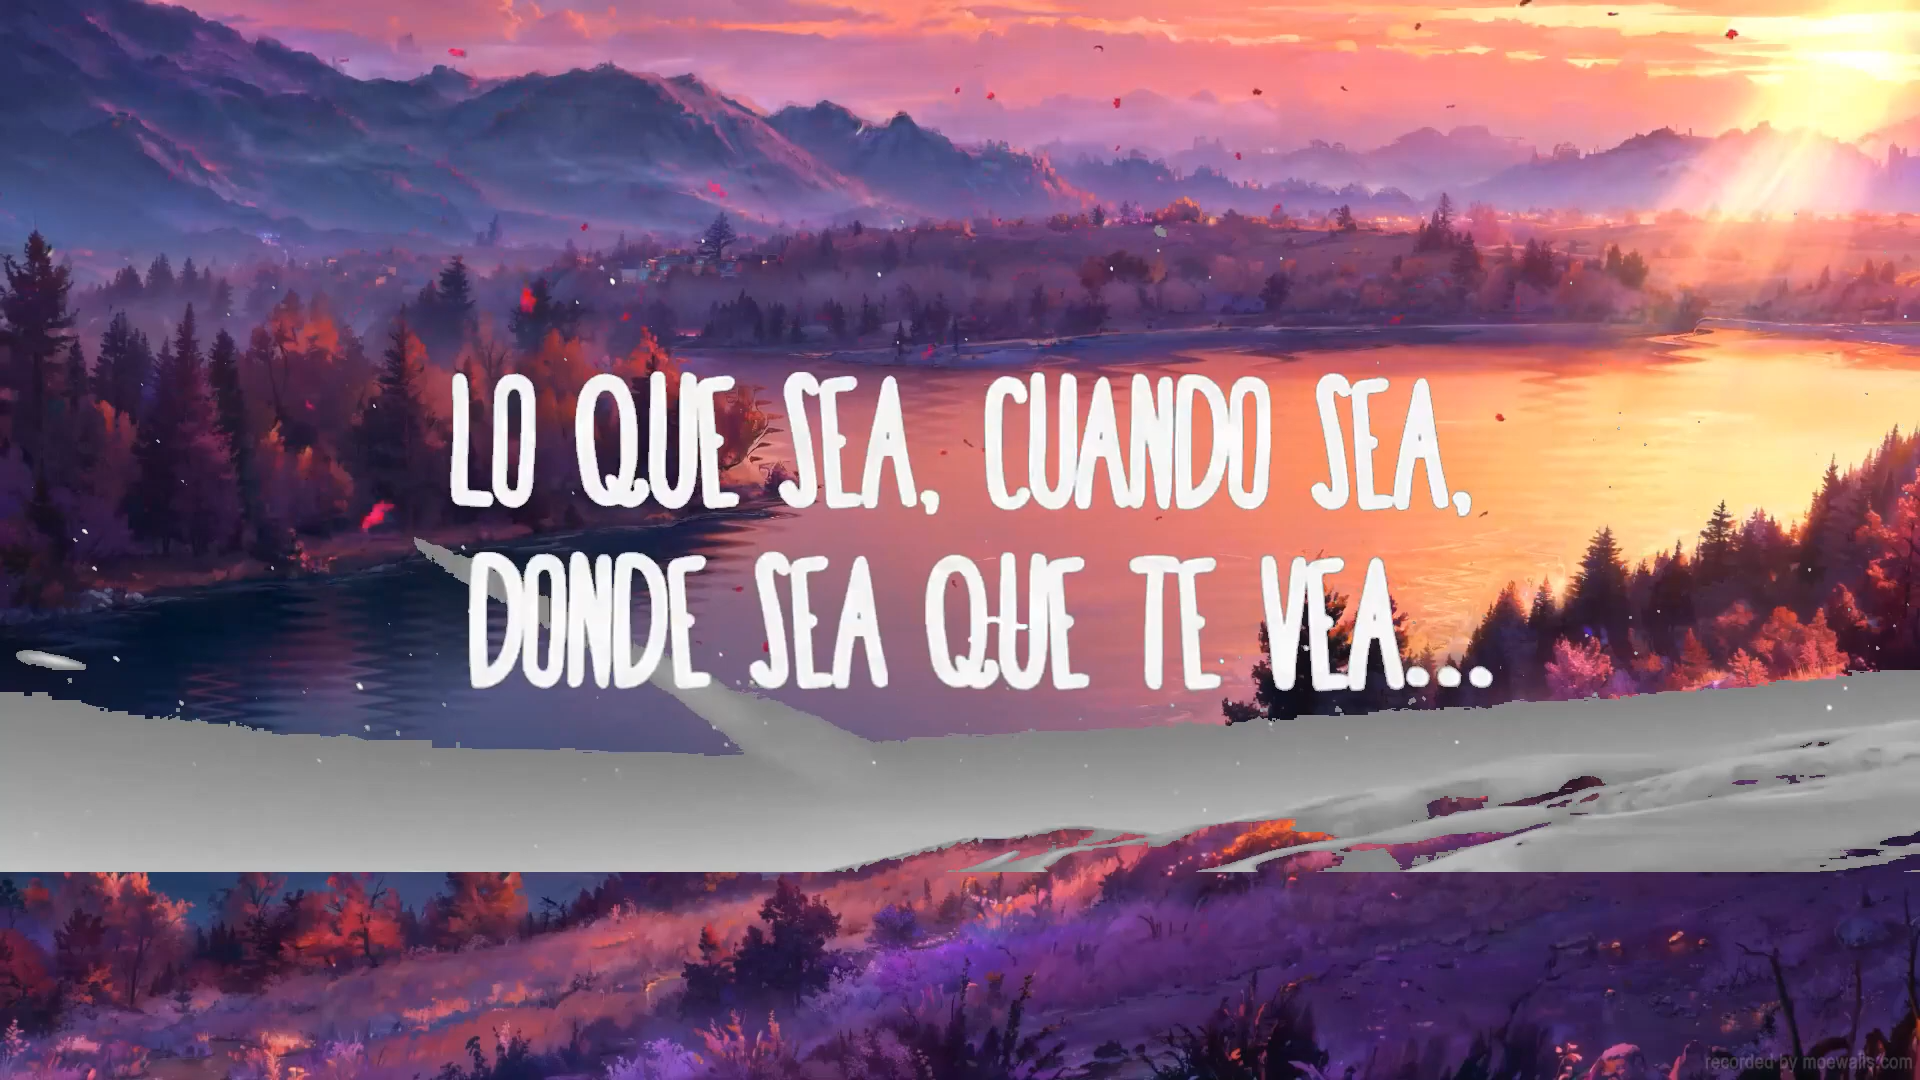 LO QUE SEA, CUANDO SEA,
DONDE SEA QUE TE VEA...
recorded by moewalls.com